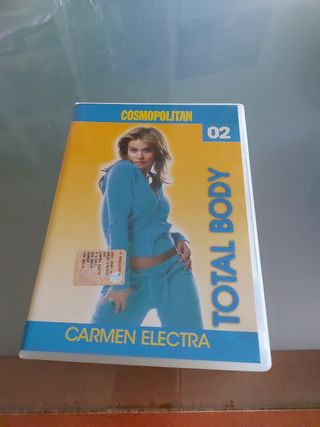 COSMOPOLITAN
02
TOTAL BODY
CARMEN ELECTRA